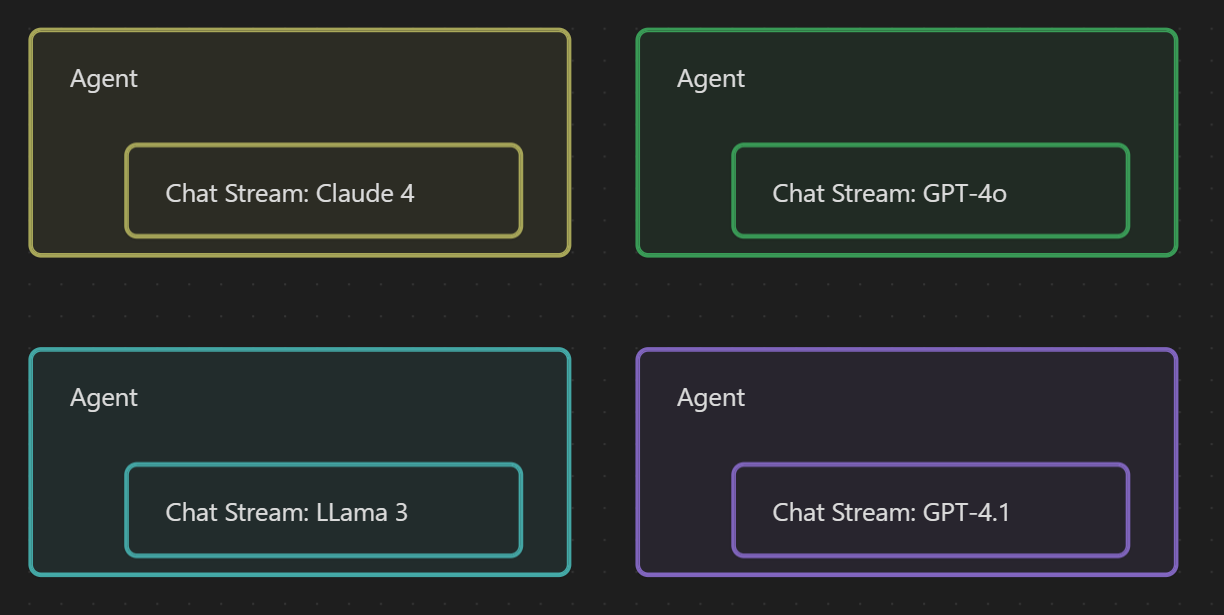 Agent
Chat Stream: Claude 4
Agent
Chat Stream: GPT-4o
Agent
Chat Stream: LLama 3
Agent
Chat Stream: GPT-4.1